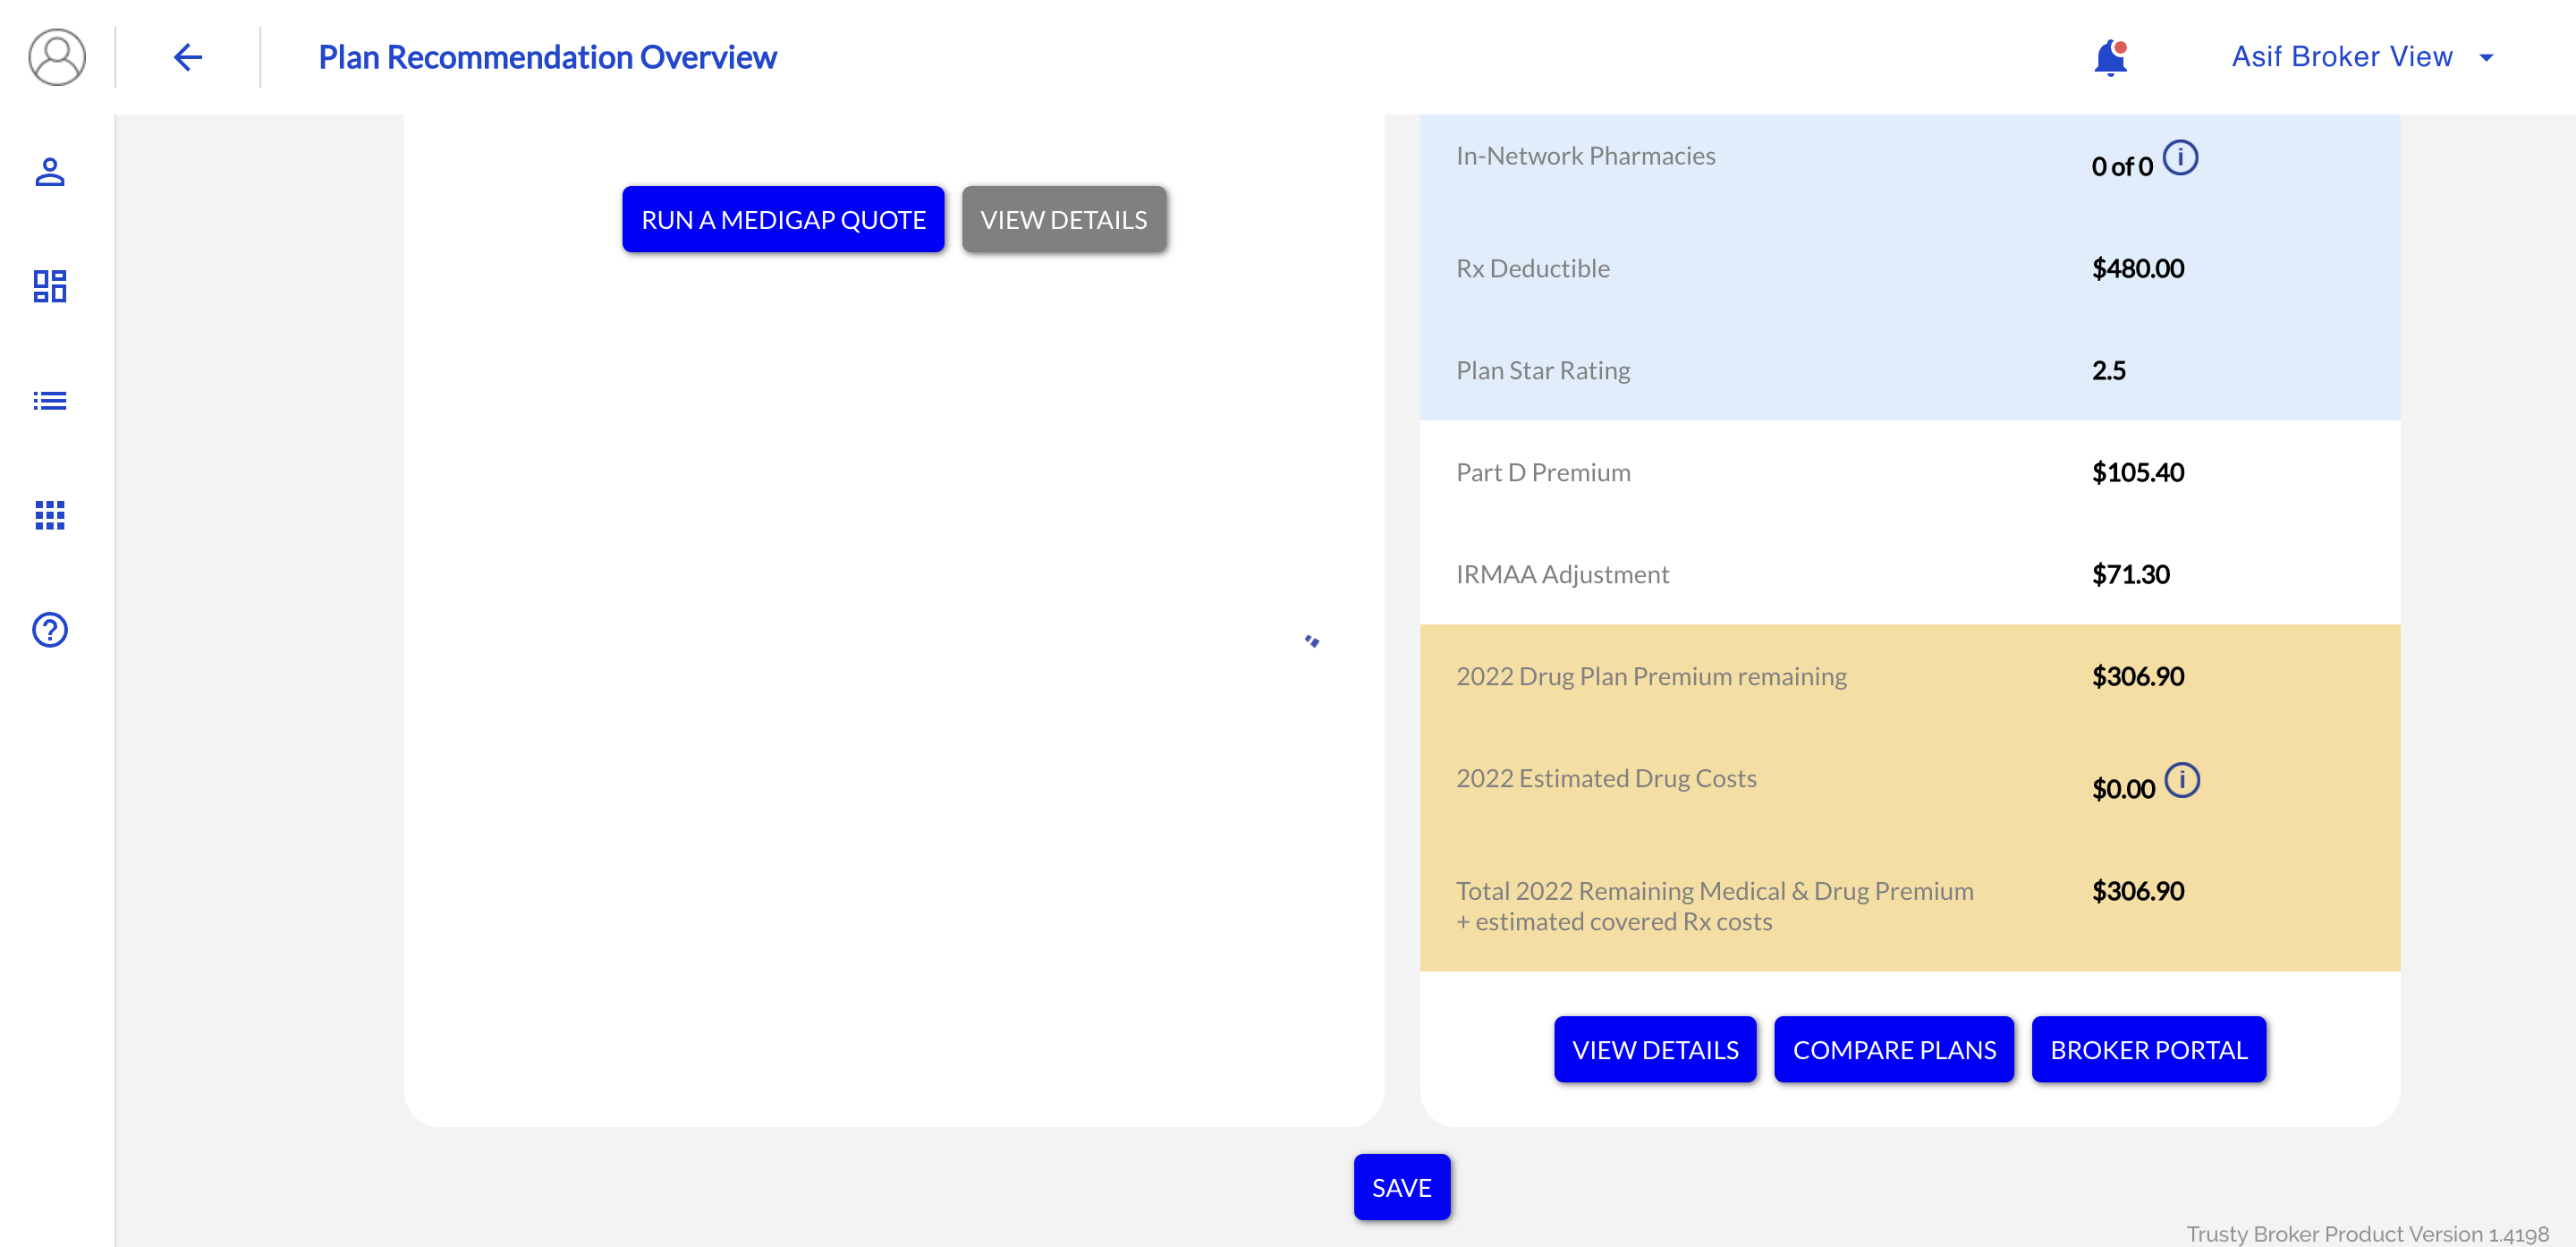 Plan Recommendation Overview
Asif Broker View
RUN A MEDIGAP QUOTE
VIEW DETAILS
In-Network Pharmacies
0 of 0
Rx Deductible
$480.00
Plan Star Rating
2.5
Part D Premium
$105.40
IRMAA Adjustment
$71.30
2022 Drug Plan Premium remaining
$306.90
2022 Estimated Drug Costs
$0.00
Total 2022 Remaining Medical & Drug Premium
+ estimated covered Rx costs
$306.90
VIEW DETAILS
COMPARE PLANS
BROKER PORTAL
SAVE
Trusty Broker Product Version 1.4198